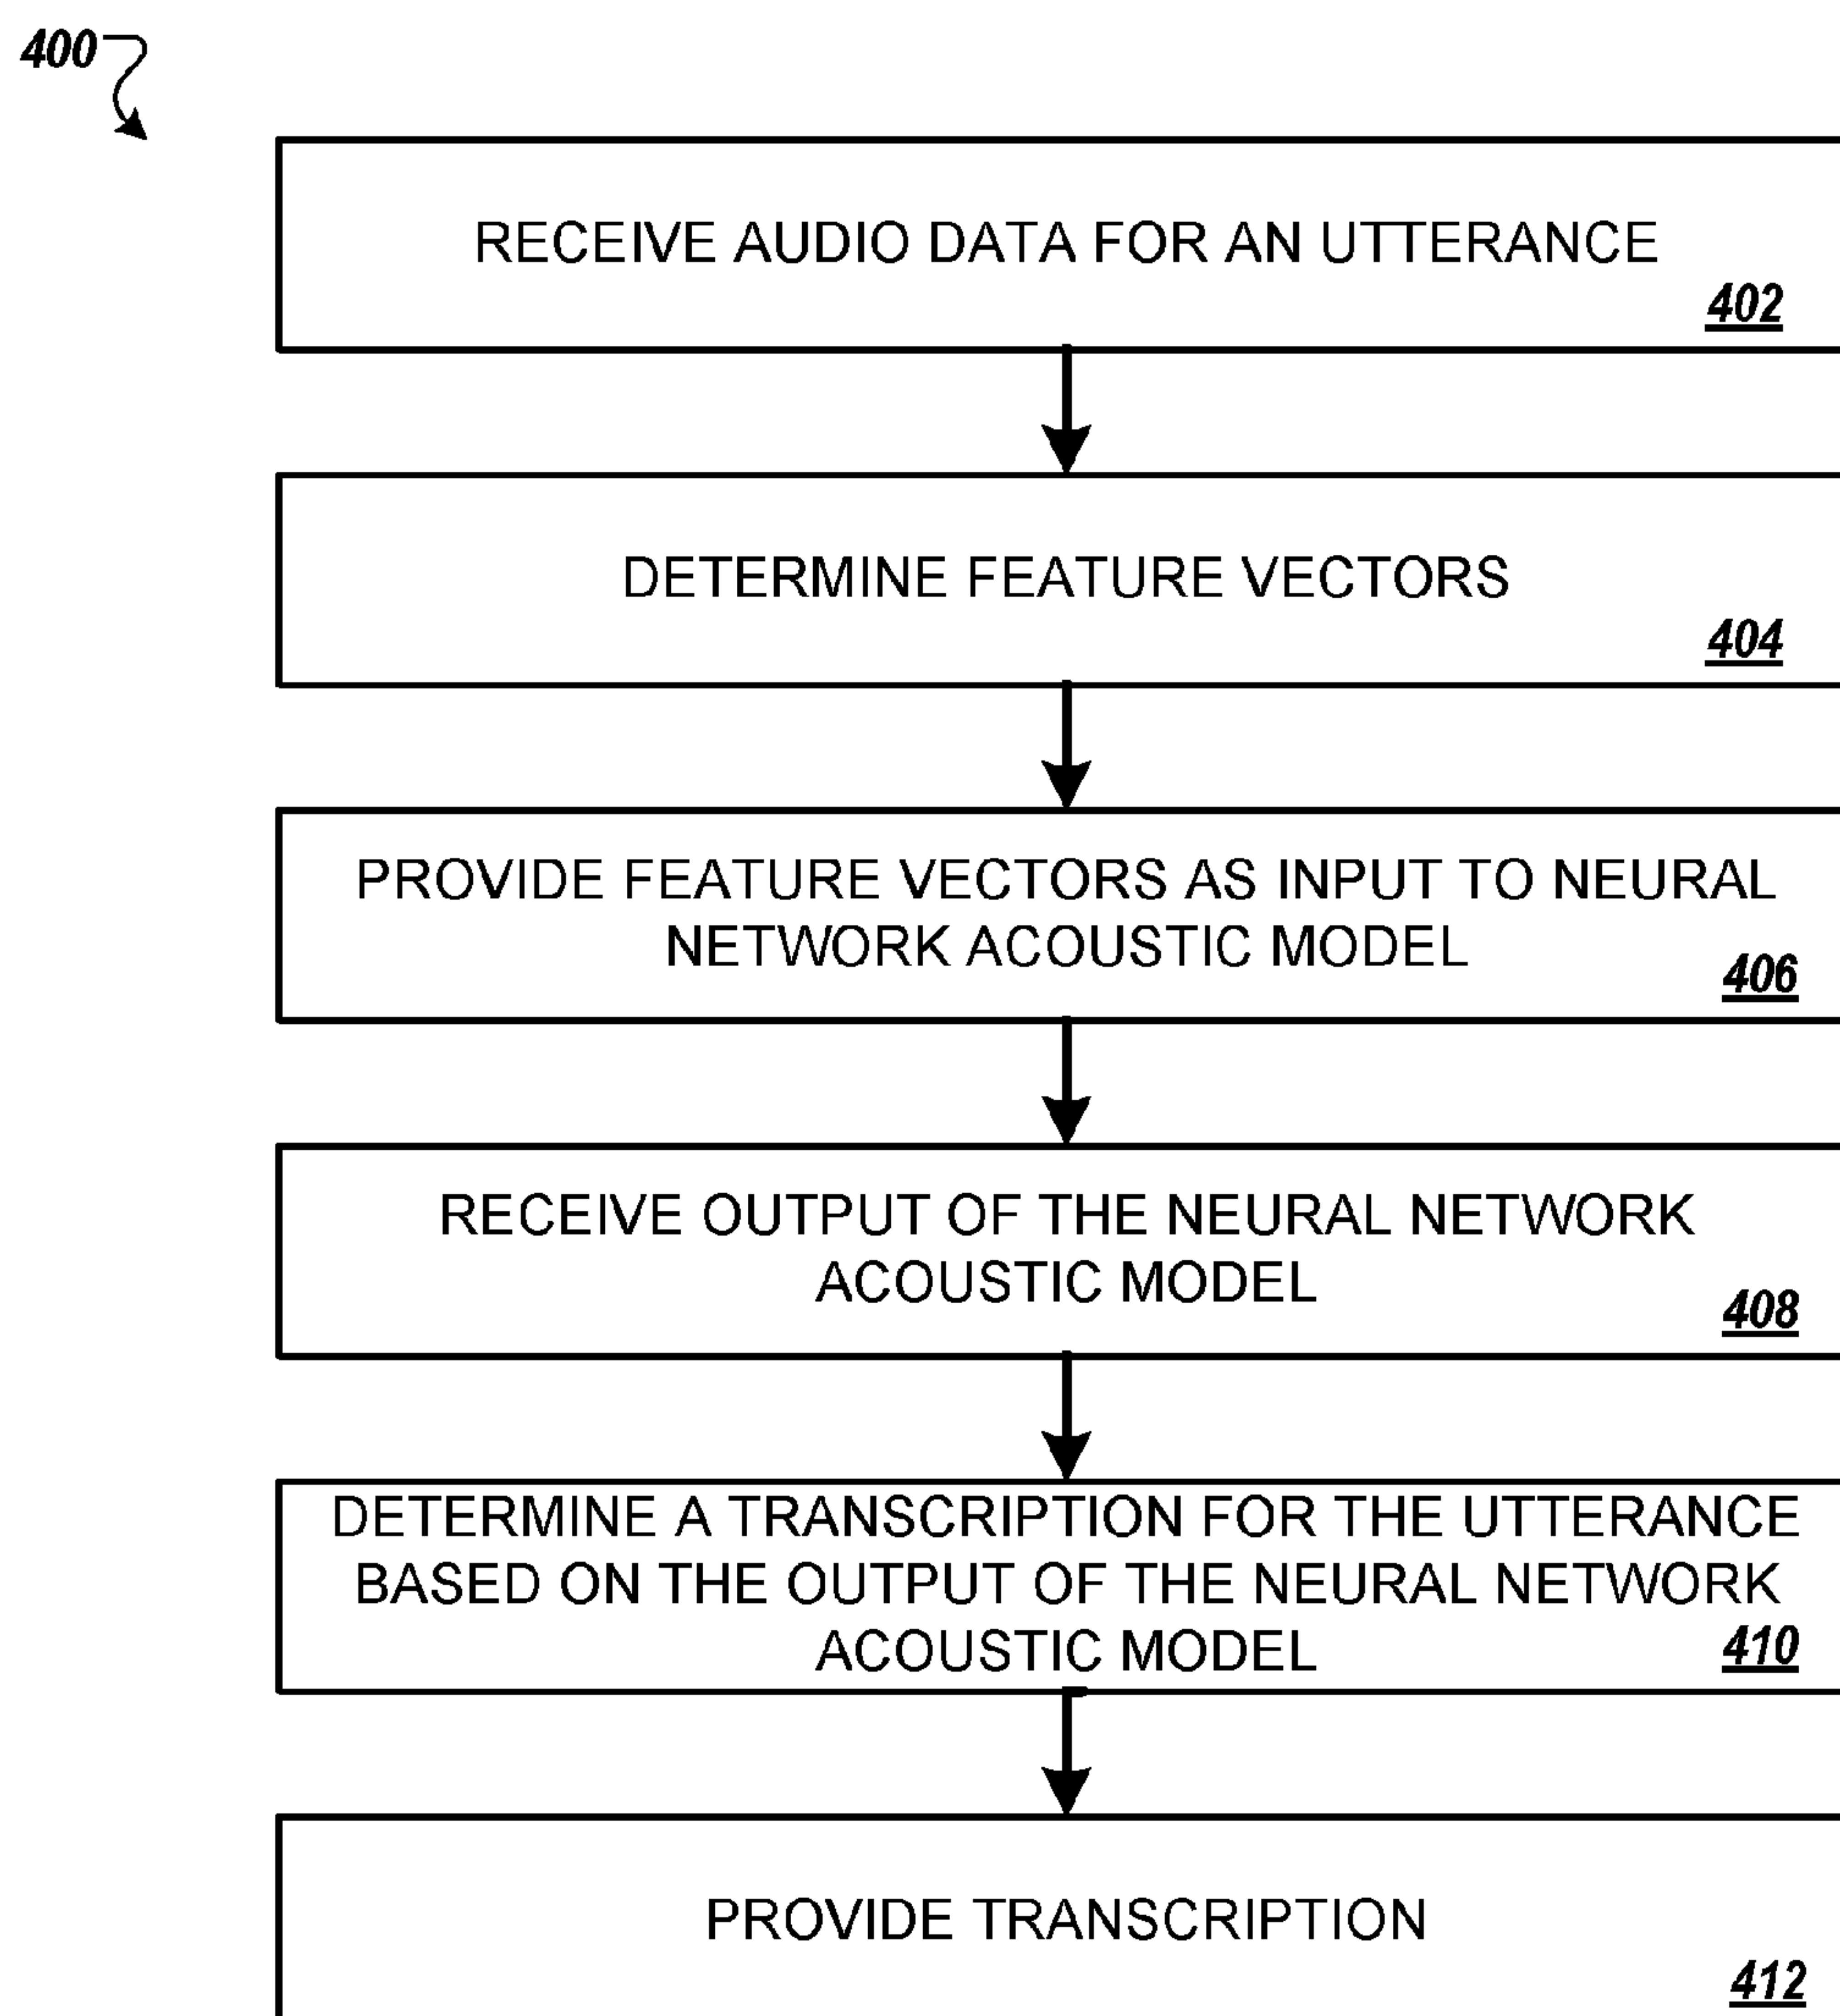 400
RECEIVE AUDIO DATA FOR AN UTTERANCE
402
DETERMINE FEATURE VECTORS
404
PROVIDE FEATURE VECTORS AS INPUT TO NEURAL
NETWORK ACOUSTIC MODEL
406
RECEIVE OUTPUT OF THE NEURAL NETWORK
ACOUSTIC MODEL
408
DETERMINE A TRANSCRIPTION FOR THE UTTERANCE
BASED ON THE OUTPUT OF THE NEURAL NETWORK
ACOUSTIC MODEL
410
PROVIDE TRANSCRIPTION
412